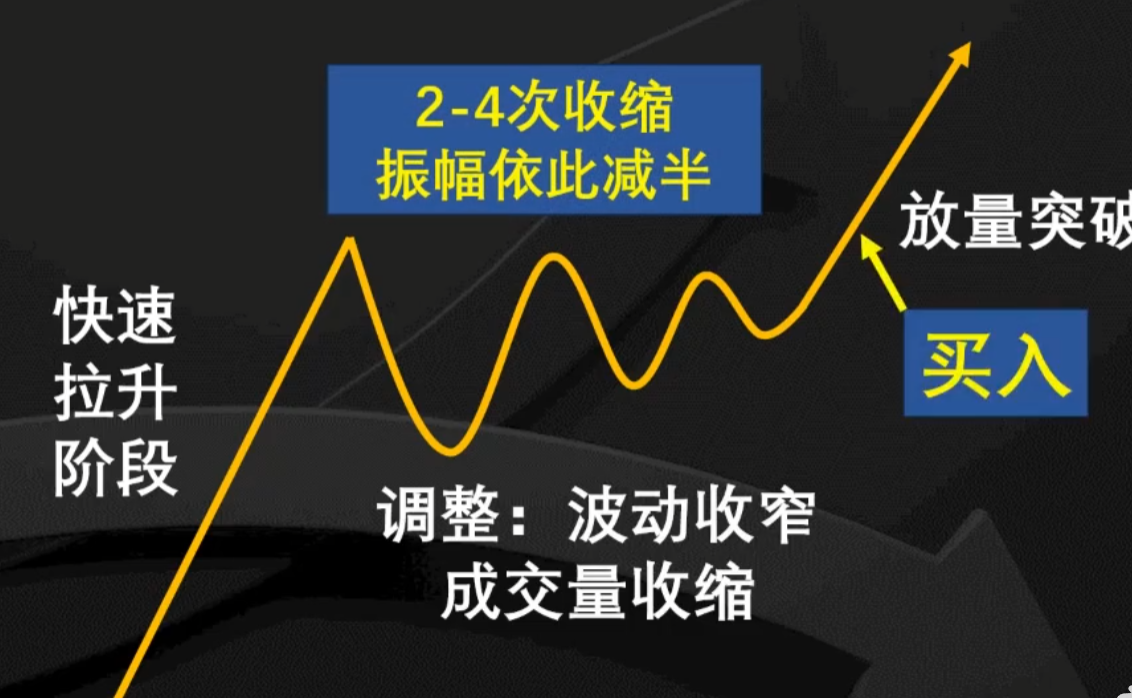 2-4次收缩
振幅依此减半
快速
拉升
阶段
放量突破
买入
调整：波动收窄
成交量收缩